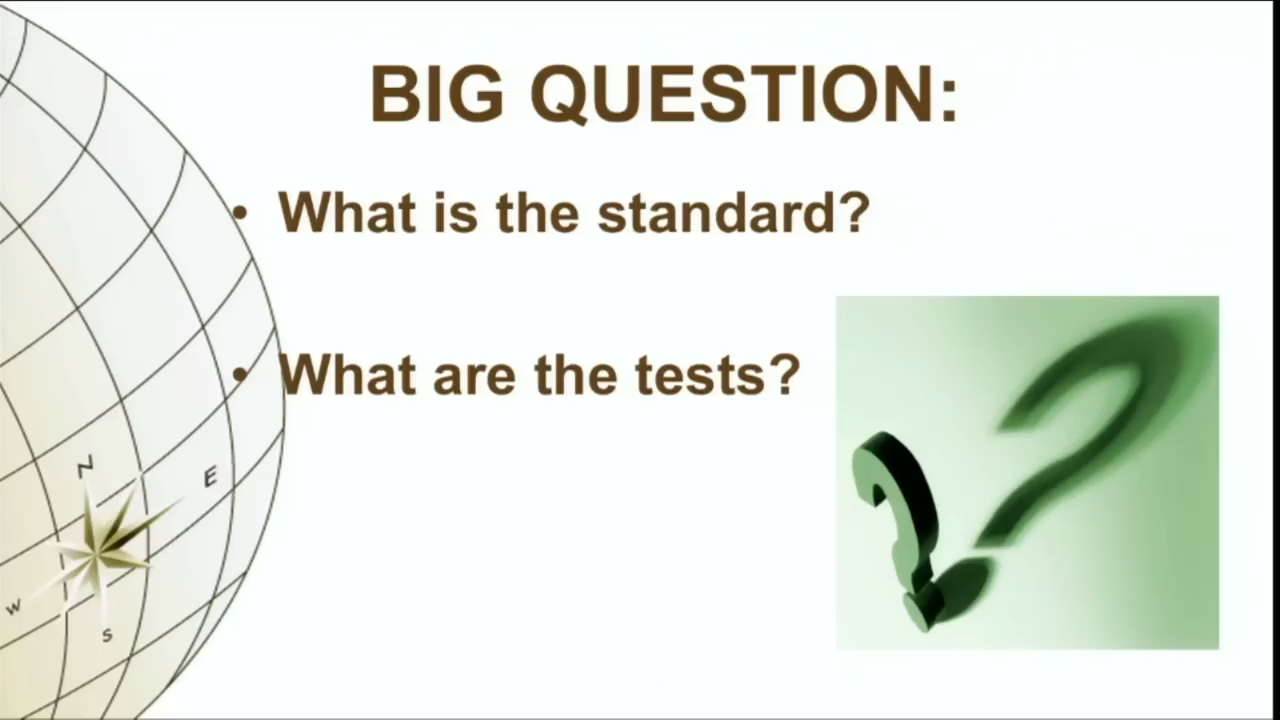 BIG QUESTION:
• What is the standard?
• What are the tests?
N
E
W
S